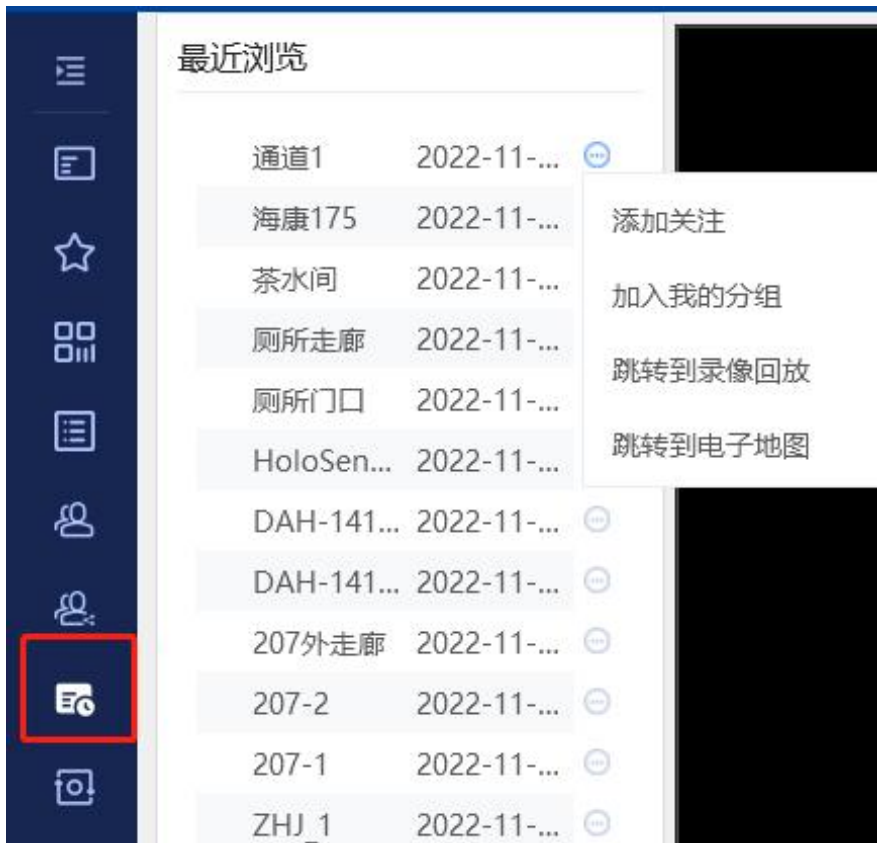 最近浏览
通道1 2022-11-...
海康175 2022-11-...
茶水间 2022-11-...
厕所走廊 2022-11-...
厕所门口 2022-11-...
HoloSen... 2022-11-...
DAH-141... 2022-11-...
DAH-141... 2022-11-...
207外走廊 2022-11-...
207-2 2022-11-...
207-1 2022-11-...
ZHJ_1 2022-11-...
添加关注
加入我的分组
跳转到录像回放
跳转到电子地图